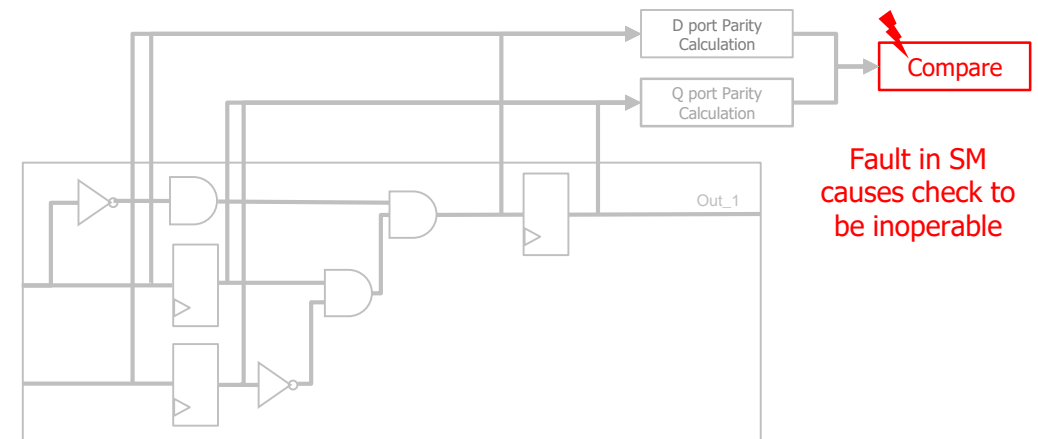 D port Parity
Calculation
Compare
Q port Parity
Calculation
Fault in SM
causes check to
be inoperable
Out_1